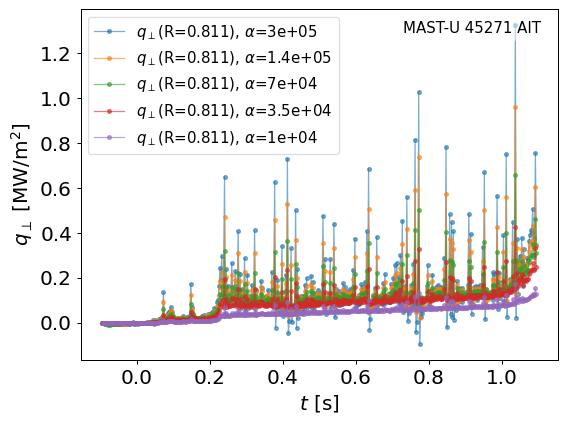 MAST-U 45271 AIT
q⊥(R=0.811), α=3e+05
q⊥(R=0.811), α=1.4e+05
q⊥(R=0.811), α=7e+04
q⊥(R=0.811), α=3.5e+04
q⊥(R=0.811), α=1e+04
q⊥ [MW/m²]
1.2
1.0
0.8
0.6
0.4
0.2
0.0
0.0 0.2 0.4 0.6 0.8 1.0
t [s]